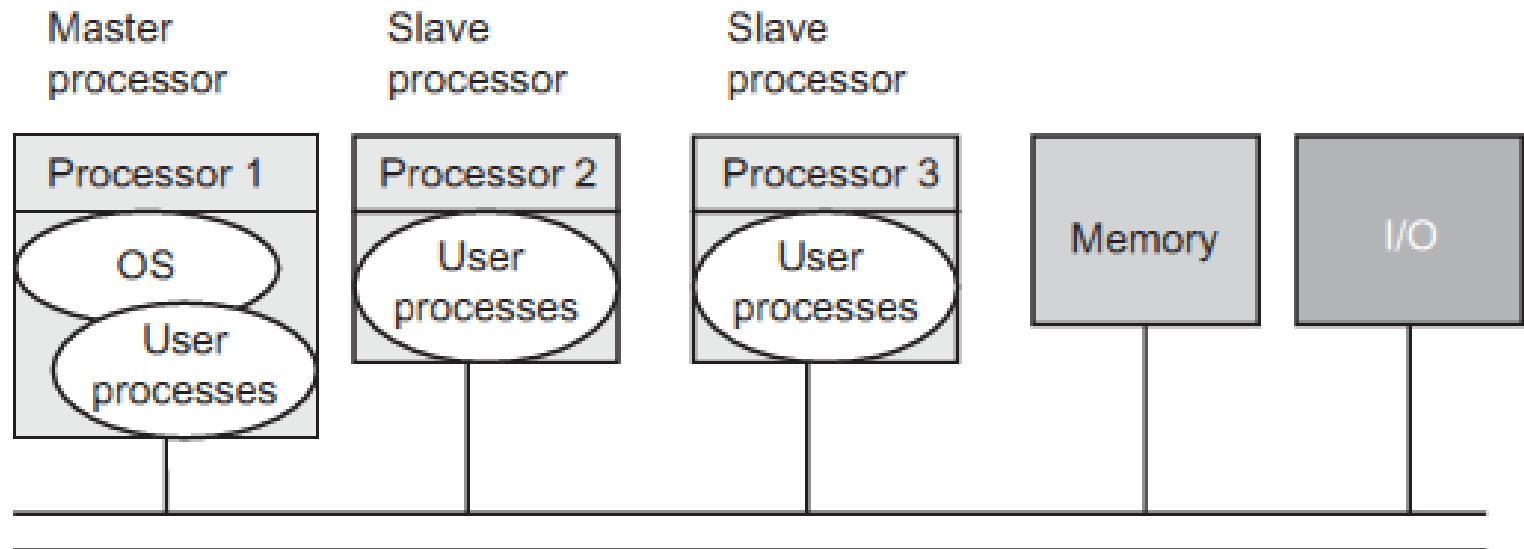 Master
processor
Slave
processor
Slave
processor
Processor 1
OS
User
processes
Processor 2
User
processes
Processor 3
User
processes
Memory
I/O